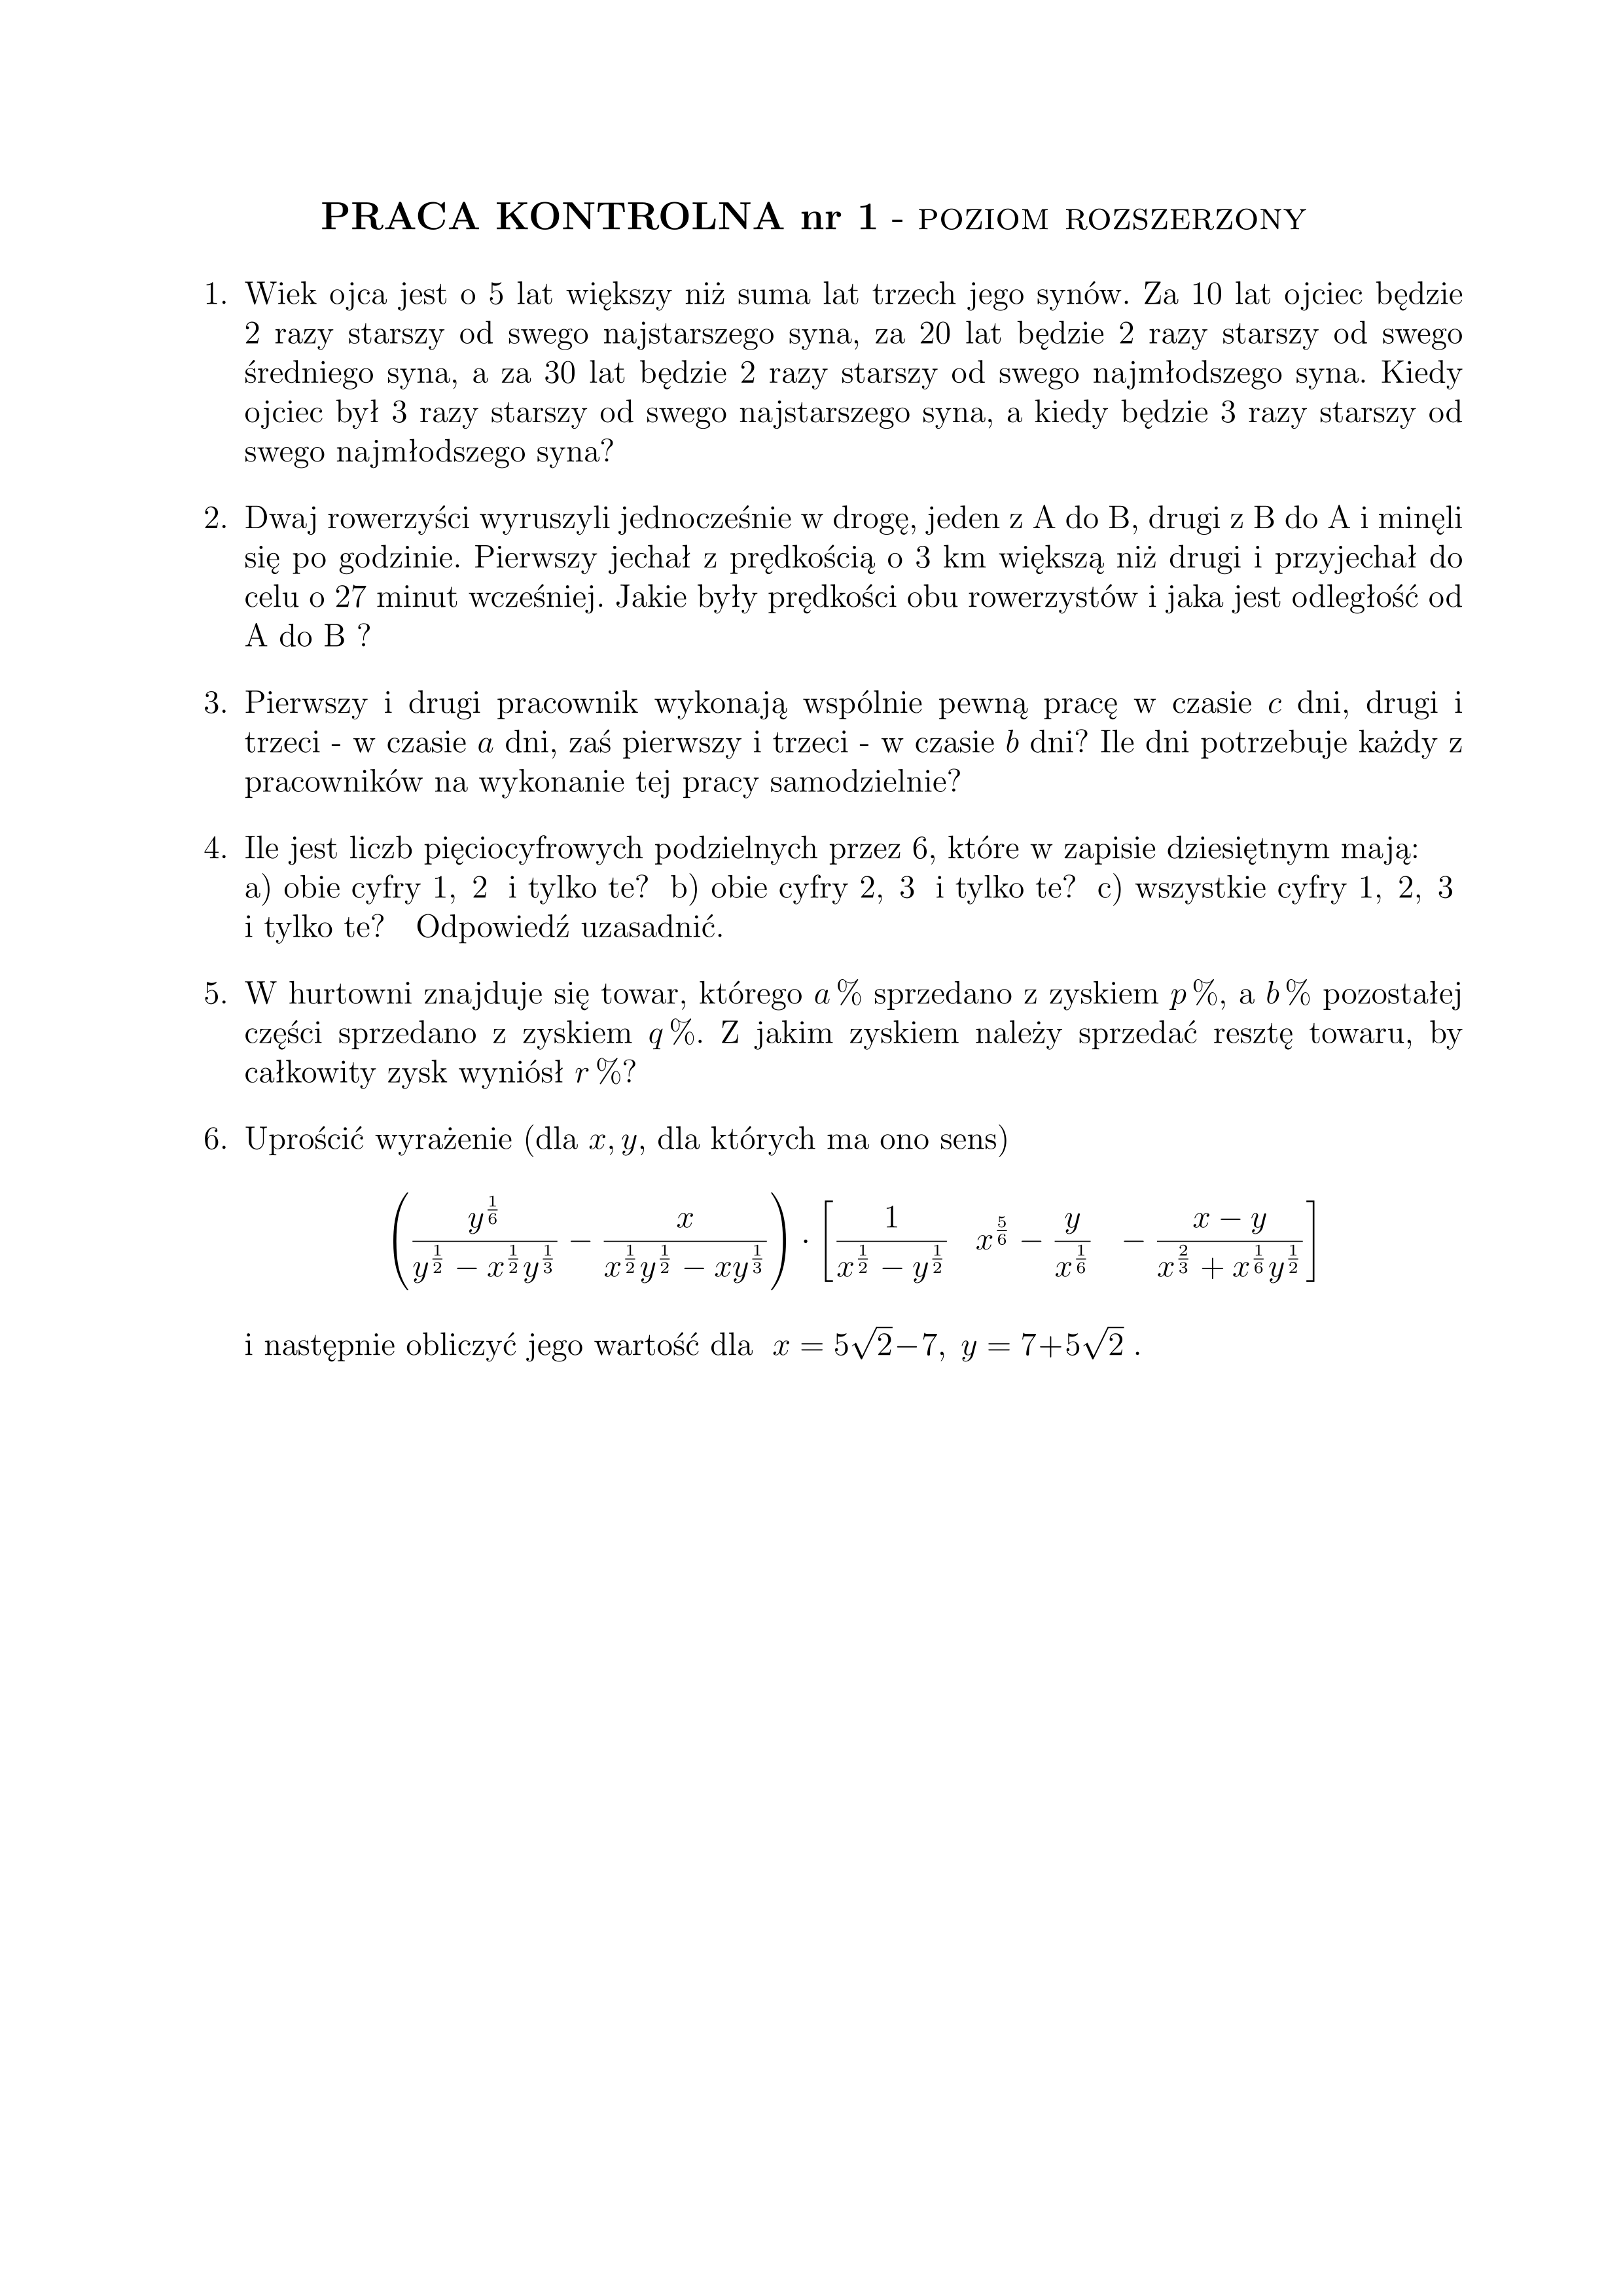 PRACA KONTROLNA nr 1 - POZIOM ROZSZERZONY
1. Wiek ojca jest o 5 lat większy niż suma lat trzech jego synów. Za 10 lat ojciec będzie
2 razy starszy od swego najstarszego syna, za 20 lat będzie 2 razy starszy od swego
średniego syna, a za 30 lat będzie 2 razy starszy od swego najmłodszego syna. Kiedy
ojciec był 3 razy starszy od swego najstarszego syna, a kiedy będzie 3 razy starszy od
swego najmłodszego syna?
2. Dwaj rowerzyści wyruszyli jednocześnie w drogę, jeden z A do B, drugi z B do A i minęli
się po godzinie. Pierwszy jechał z prędkością o 3 km większą niż drugi i przyjechał do
celu o 27 minut wcześniej. Jakie były prędkości obu rowerzystów i jaka jest odległość od
A do B ?
3. Pierwszy i drugi pracownik wykonają wspólnie pewną pracę w czasie c dni, drugi i
trzeci - w czasie a dni, zaś pierwszy i trzeci - w czasie b dni? Ile dni potrzebuje każdy z
pracowników na wykonanie tej pracy samodzielnie?
4. Ile jest liczb pięciocyfrowych podzielnych przez 6, które w zapisie dziesiętnym mają:
a) obie cyfry 1, 2 i tylko te? b) obie cyfry 2, 3 i tylko te? c) wszystkie cyfry 1, 2, 3
i tylko te? Odpowiedź uzasadnić.
5. W hurtowni znajduje się towar, którego a % sprzedano z zyskiem p %, a b % pozostałej
części sprzedano z zyskiem q %. Z jakim zyskiem należy sprzedać resztę towaru, by
całkowity zysk wyniósł r %?
6. Uprościć wyrażenie (dla x, y, dla których ma ono sens)
$\left(\frac{y^{\frac{1}{6}}}{y^{\frac{1}{2}} - x^{\frac{1}{2}}y^{\frac{1}{3}}} - \frac{x}{x^{\frac{1}{2}}y^{\frac{1}{2}} - xy^{\frac{1}{3}}}\right) \cdot \left[\frac{1}{x^{\frac{1}{2}} - y^{\frac{1}{2}}} \quad x^{\frac{5}{6}} - \frac{y}{x^{\frac{1}{6}}} \quad - \frac{x - y}{x^{\frac{2}{3}} + x^{\frac{1}{6}}y^{\frac{1}{2}}}\right]$
i następnie obliczyć jego wartość dla x = 5√2−7, y = 7+5√2 .